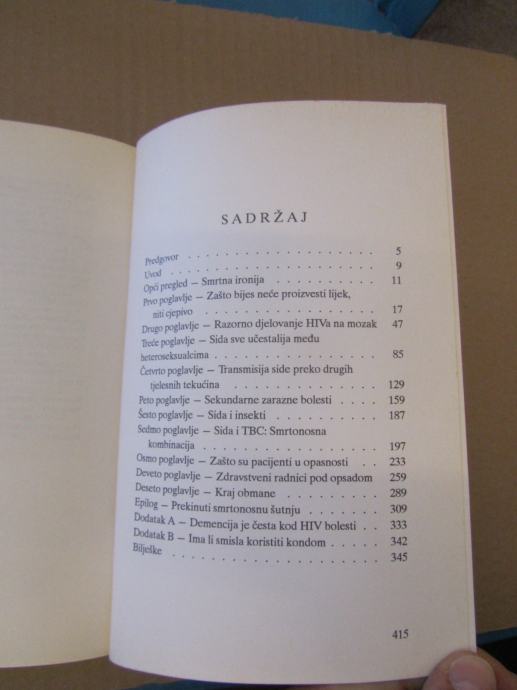 SADRŽAJ
Predgovor . . . . . . . . . . . . . . . . . . 5
Uvod . . . . . . . . . . . . . . . . . . . . 9
Opći pregled — Smrtna ironija . . . . . . . . . 11
Prvo poglavlje — Zašto bijes neće proizvesti lijek,
niti cjepivo . . . . . . . . . . . . . . . . 17
Drugo poglavlje — Razorno djelovanje HIVa na mozak 47
Treće poglavlje — Sida sve učestalija među
heteroseksualcima . . . . . . . . . . . . . . 85
Četvrto poglavlje — Transmisija side preko drugih
tjelesnih tekućina . . . . . . . . . . . . . 129
Peto poglavlje — Sekundarne zarazne bolesti . . . . 159
Šesto poglavlje — Sida i insekti . . . . . . . . . 187
Sedmo poglavlje — Sida i TBC: Smrtonosna
kombinacija . . . . . . . . . . . . . . . 197
Osmo poglavlje — Zašto su pacijenti u opasnosti . . 233
Deveto poglavlje — Zdravstveni radnici pod opsadom 259
Deseto poglavlje — Kraj obmane . . . . . . . . 289
Epilog — Prekinuti smrtonosnu šutnju . . . . . . . 309
Dodatak A — Demencija je česta kod HIV bolesti . . 333
Dodatak B — Ima li smisla koristiti kondom . . . . . 342
Bilješke . . . . . . . . . . . . . . . . . . 345
415